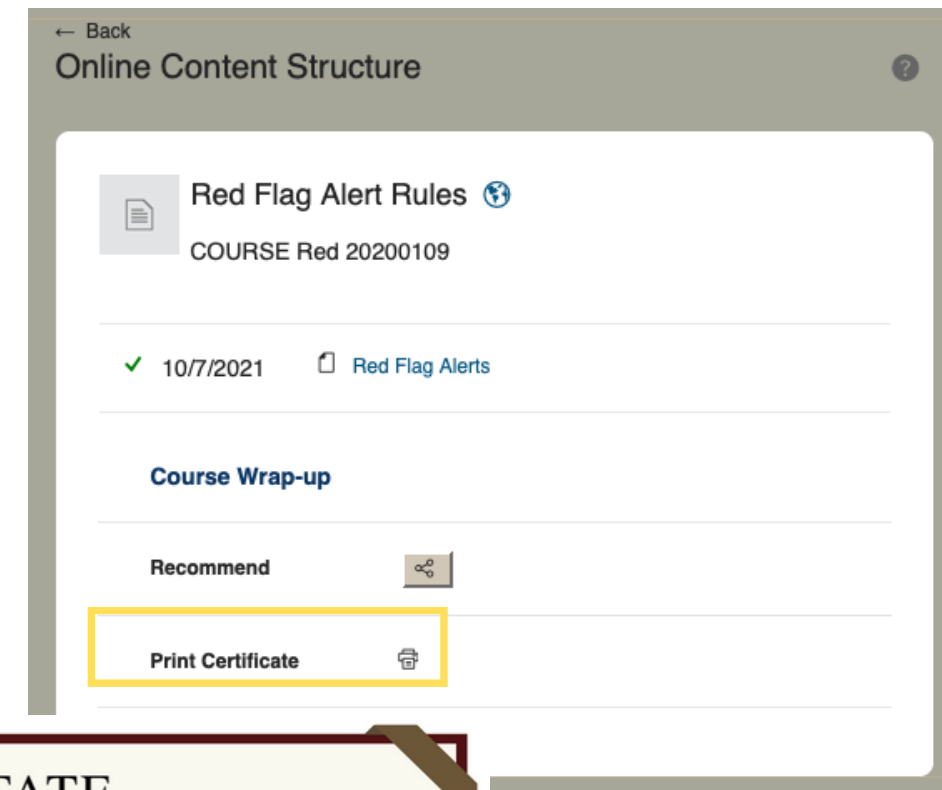 ← Back
Online Content Structure
?
Red Flag Alert Rules
COURSE Red 20200109
10/7/2021 Red Flag Alerts
Course Wrap-up
Recommend
Print Certificate